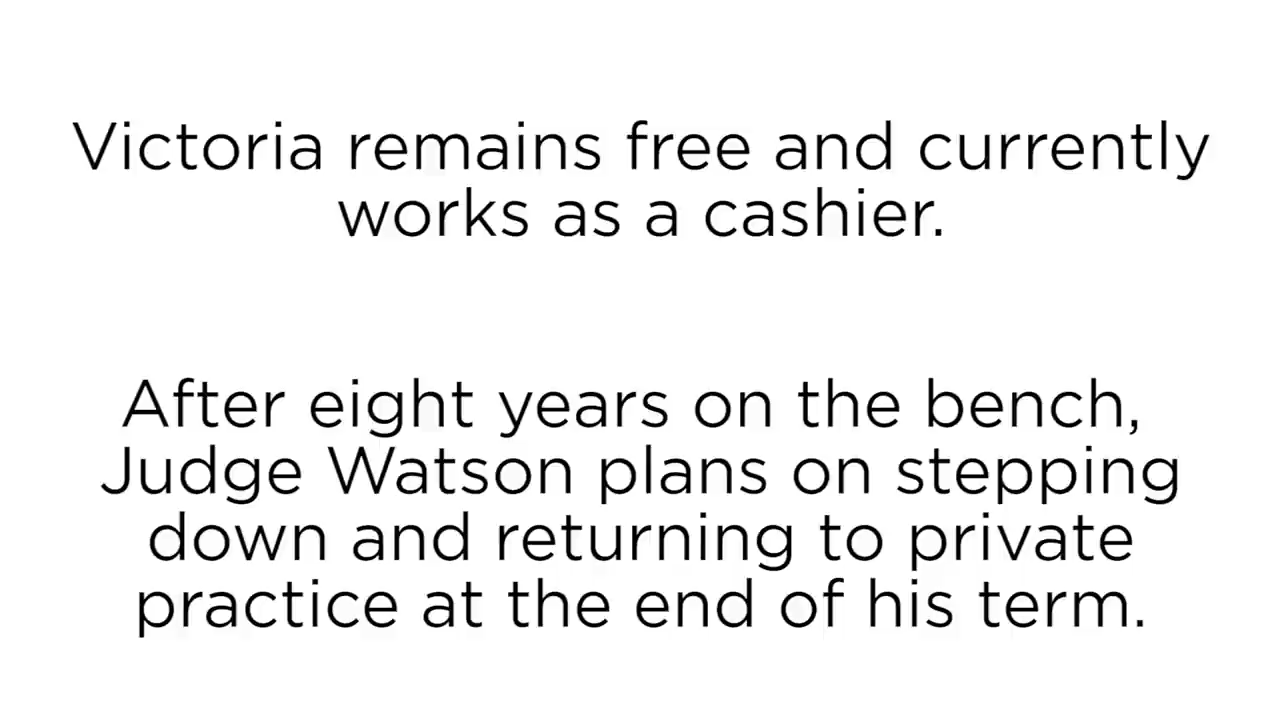 Victoria remains free and currently
works as a cashier.
After eight years on the bench,
Judge Watson plans on stepping
down and returning to private
practice at the end of his term.